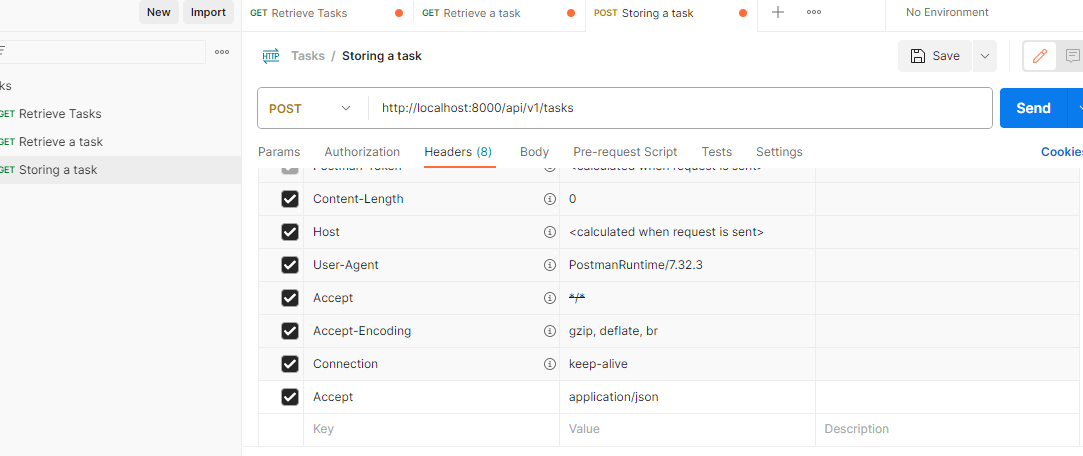 New Import
GET Retrieve Tasks
GET Retrieve a task
POST Storing a task
No Environment
HTTP Tasks / Storing a task
Save
ks
GET Retrieve Tasks
GET Retrieve a task
GET Storing a task
POST http://localhost:8000/api/v1/tasks
Send
Params Authorization Headers (8) Body Pre-request Script Tests Settings
Cookies
Postman-Token <calculated when request is sent>
Content-Length 0
Host <calculated when request is sent>
User-Agent PostmanRuntime/7.32.3
Accept */*
Accept-Encoding gzip, deflate, br
Connection keep-alive
Accept application/json
Key Value Description